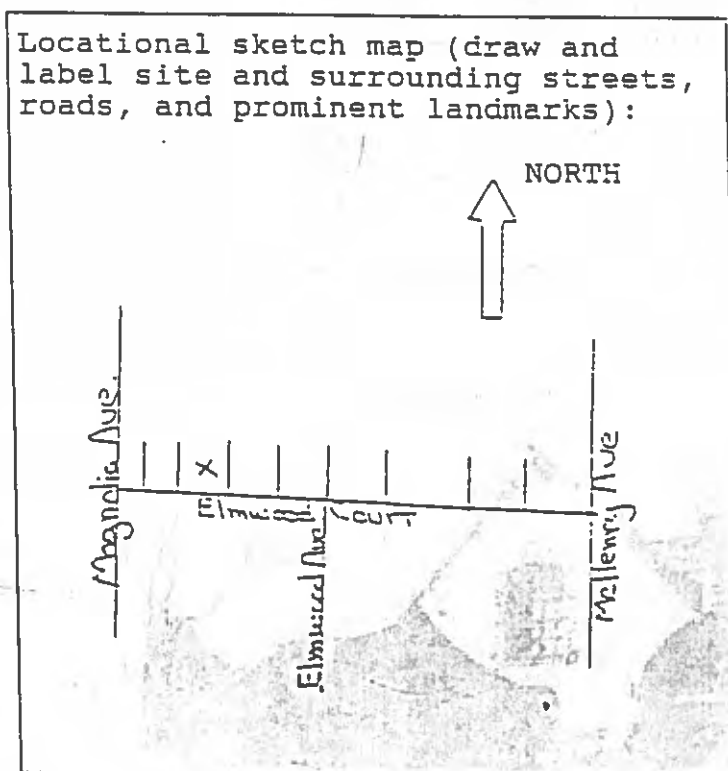 Locational sketch map (draw and
label site and surrounding streets,
roads, and prominent landmarks):
NORTH
Magnolia Ave.
X
Elmwood Court
Elmwood Ave
McHenry Ave